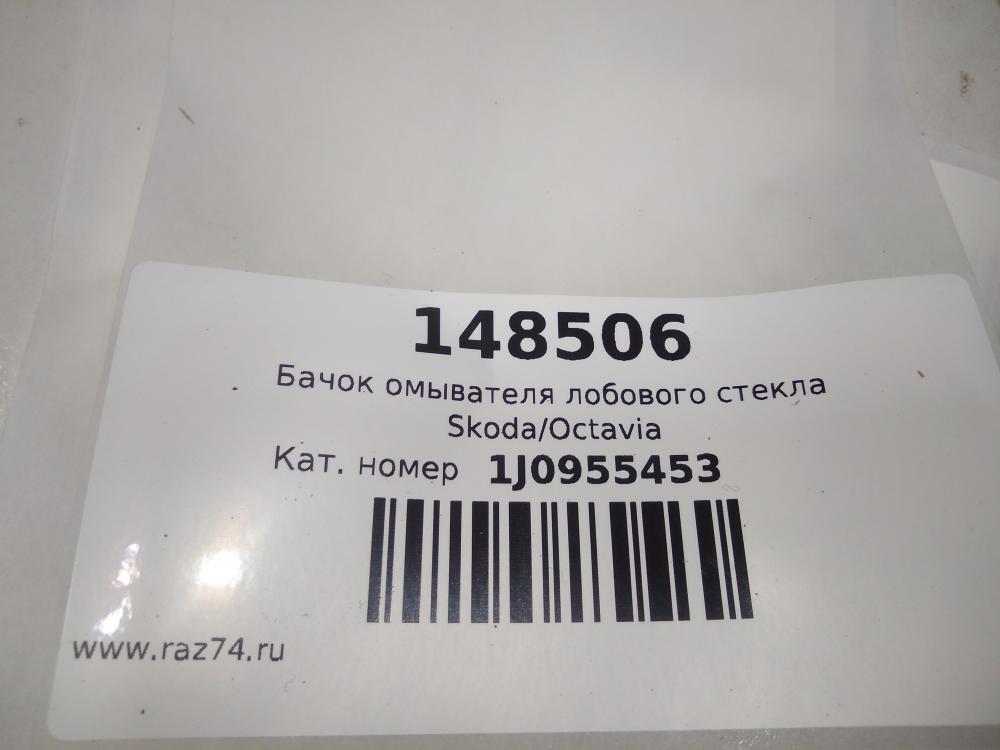 148506
Бачок омывателя лобового стекла
Skoda/Octavia
Кат. номер 1J0955453
www.raz74.ru